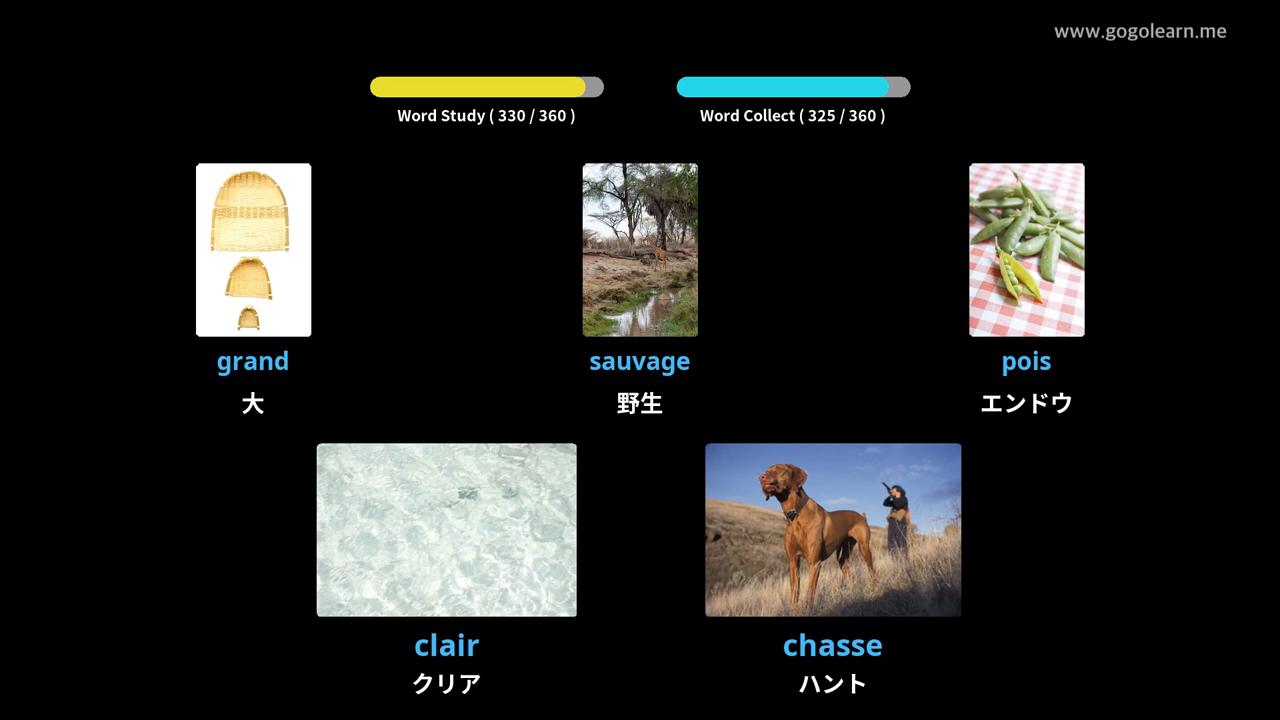 www.gogolearn.me
Word Study ( 330 / 360 )
Word Collect ( 325 / 360 )
grand
sauvage
pois
大
野生
エンドウ
clair
chasse
クリア
ハント